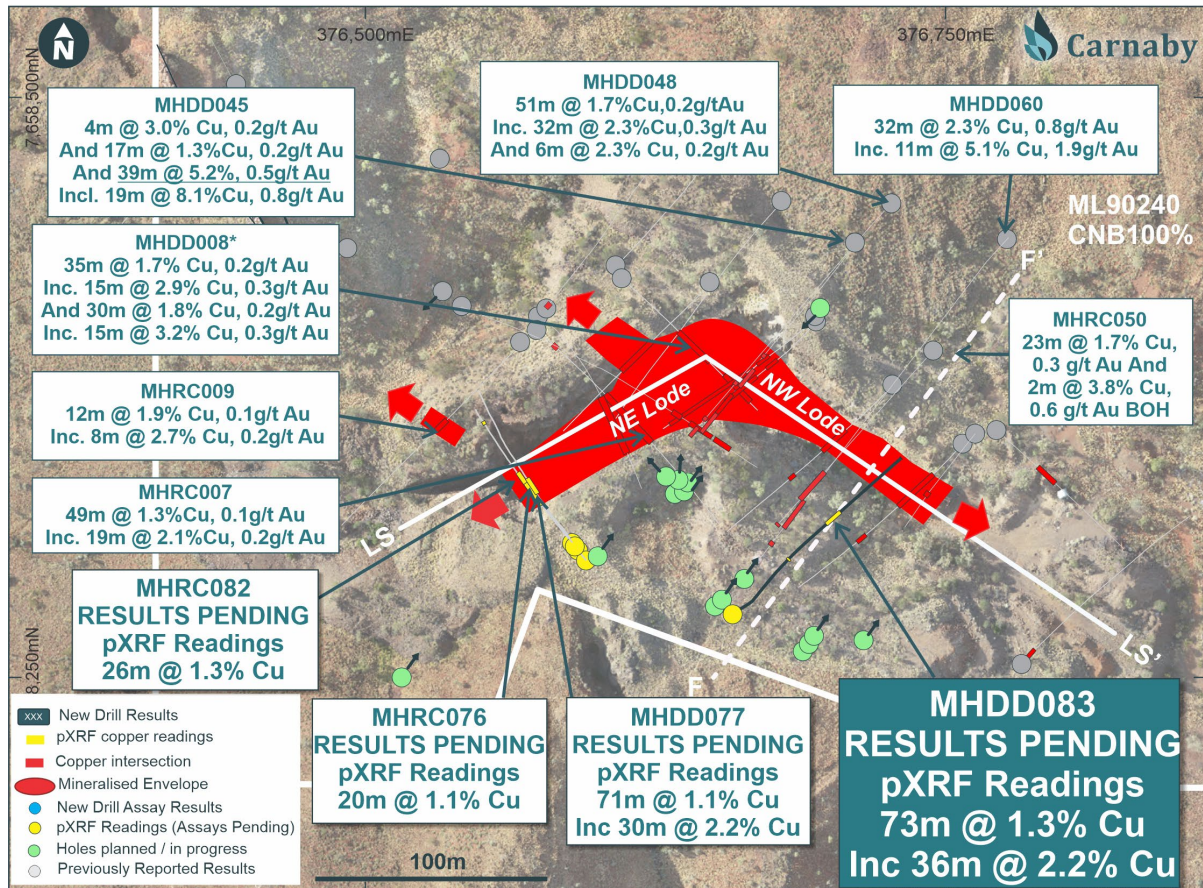 376,500mE
376,750mE
Carnaby
N
7,658,500mN
MHDD045
4m @ 3.0% Cu, 0.2g/t Au
And 17m @ 1.3%Cu, 0.2g/t Au
And 39m @ 5.2%, 0.5g/t Au
Incl. 19m @ 8.1%Cu, 0.8g/t Au
MHDD048
51m @ 1.7%Cu,0.2g/tAu
Inc. 32m @ 2.3%Cu,0.3g/t Au
And 6m @ 2.3% Cu, 0.2g/t Au
MHDD060
32m @ 2.3% Cu, 0.8g/t Au
Inc. 11m @ 5.1% Cu, 1.9g/t Au
ML90240
CNB100%
MHDD008*
35m @ 1.7% Cu, 0.2g/t Au
Inc. 15m @ 2.9% Cu, 0.3g/t Au
And 30m @ 1.8% Cu, 0.2g/t Au
Inc. 15m @ 3.2% Cu, 0.3g/t Au
F'
MHRC050
23m @ 1.7% Cu,
0.3 g/t Au And
2m @ 3.8% Cu,
0.6 g/t Au BOH
MHRC009
12m @ 1.9% Cu, 0.1g/t Au
Inc. 8m @ 2.7% Cu, 0.2g/t Au
NE Lode
NW Lode
MHRC007
49m @ 1.3%Cu, 0.1g/t Au
Inc. 19m @ 2.1%Cu, 0.2g/t Au
LS
LS'
F
MHRC082
RESULTS PENDING
pXRF Readings
26m @ 1.3% Cu
8,250mN
MHRC076
RESULTS PENDING
pXRF Readings
20m @ 1.1% Cu
MHDD077
RESULTS PENDING
pXRF Readings
71m @ 1.1% Cu
Inc 30m @ 2.2% Cu
MHDD083
RESULTS PENDING
pXRF Readings
73m @ 1.3% Cu
Inc 36m @ 2.2% Cu
XXX New Drill Results
pXRF copper readings
Copper intersection
Mineralised Envelope
New Drill Assay Results
pXRF Readings (Assays Pending)
Holes planned / in progress
Previously Reported Results
100m